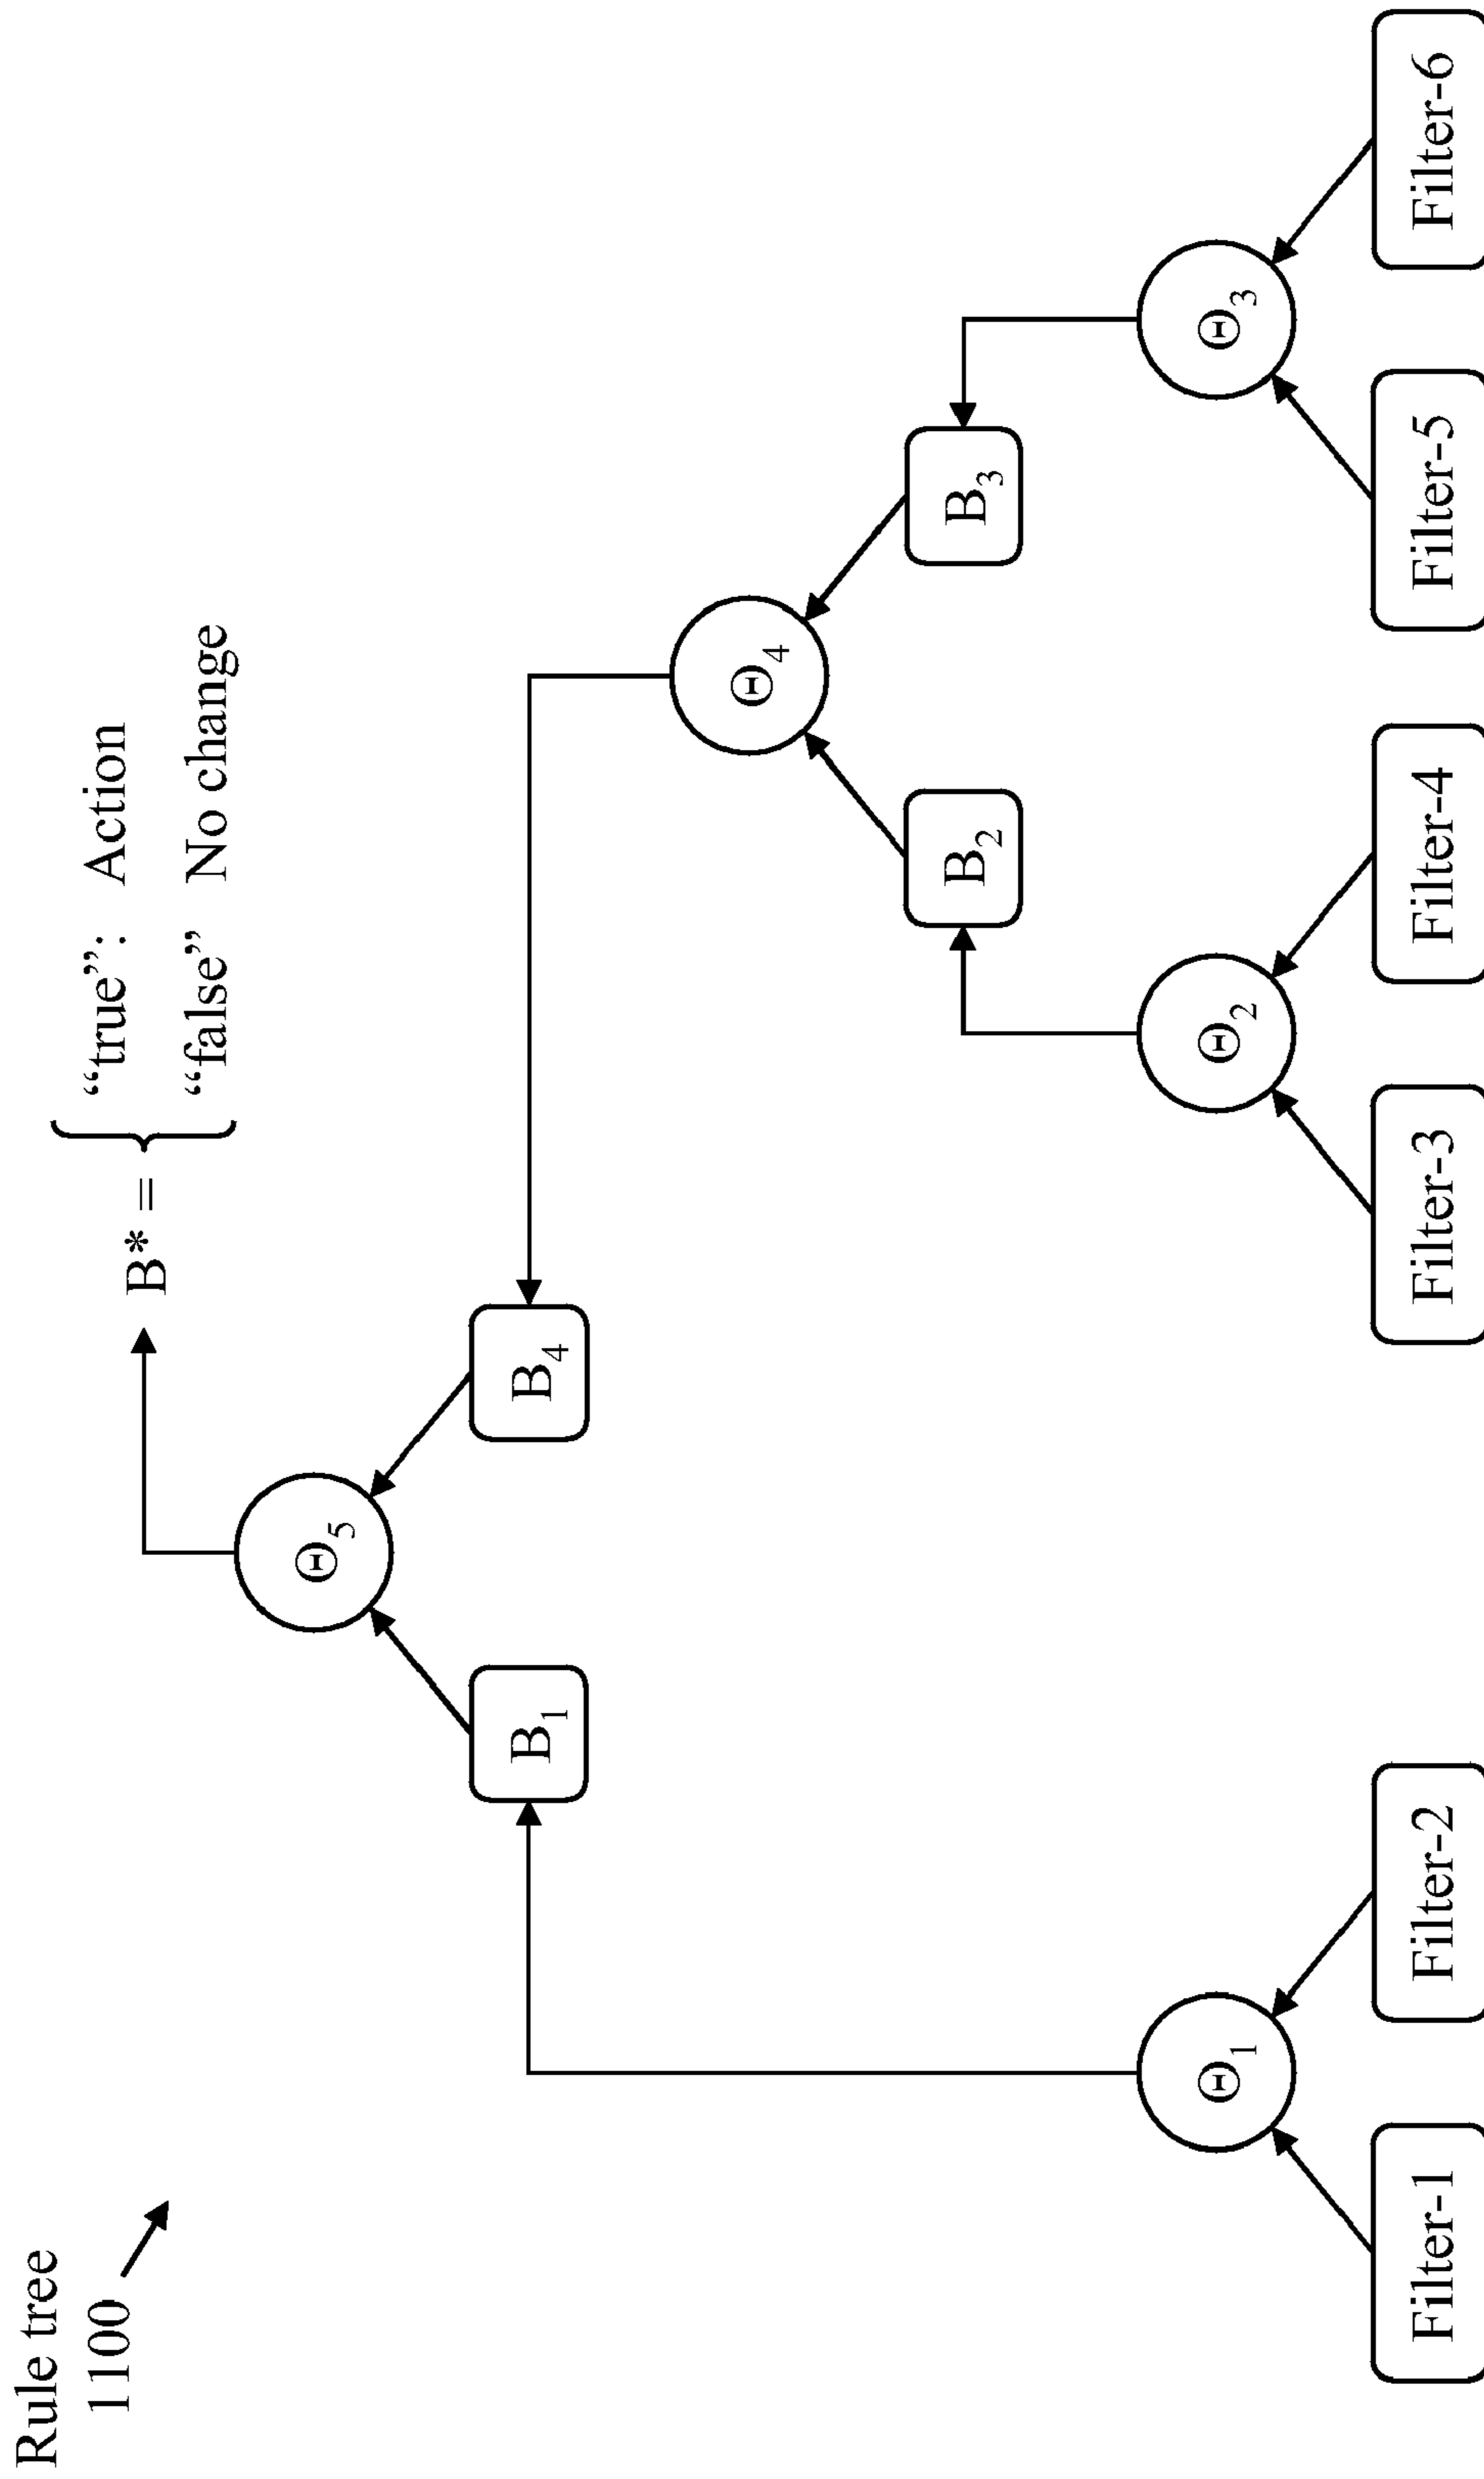 Rule tree
1100
"true": Action
B* =
"false" No change
Θ5
B1
B4
Θ4
B2
B3
Θ1
Θ2
Θ3
Filter-1
Filter-2
Filter-3
Filter-4
Filter-5
Filter-6